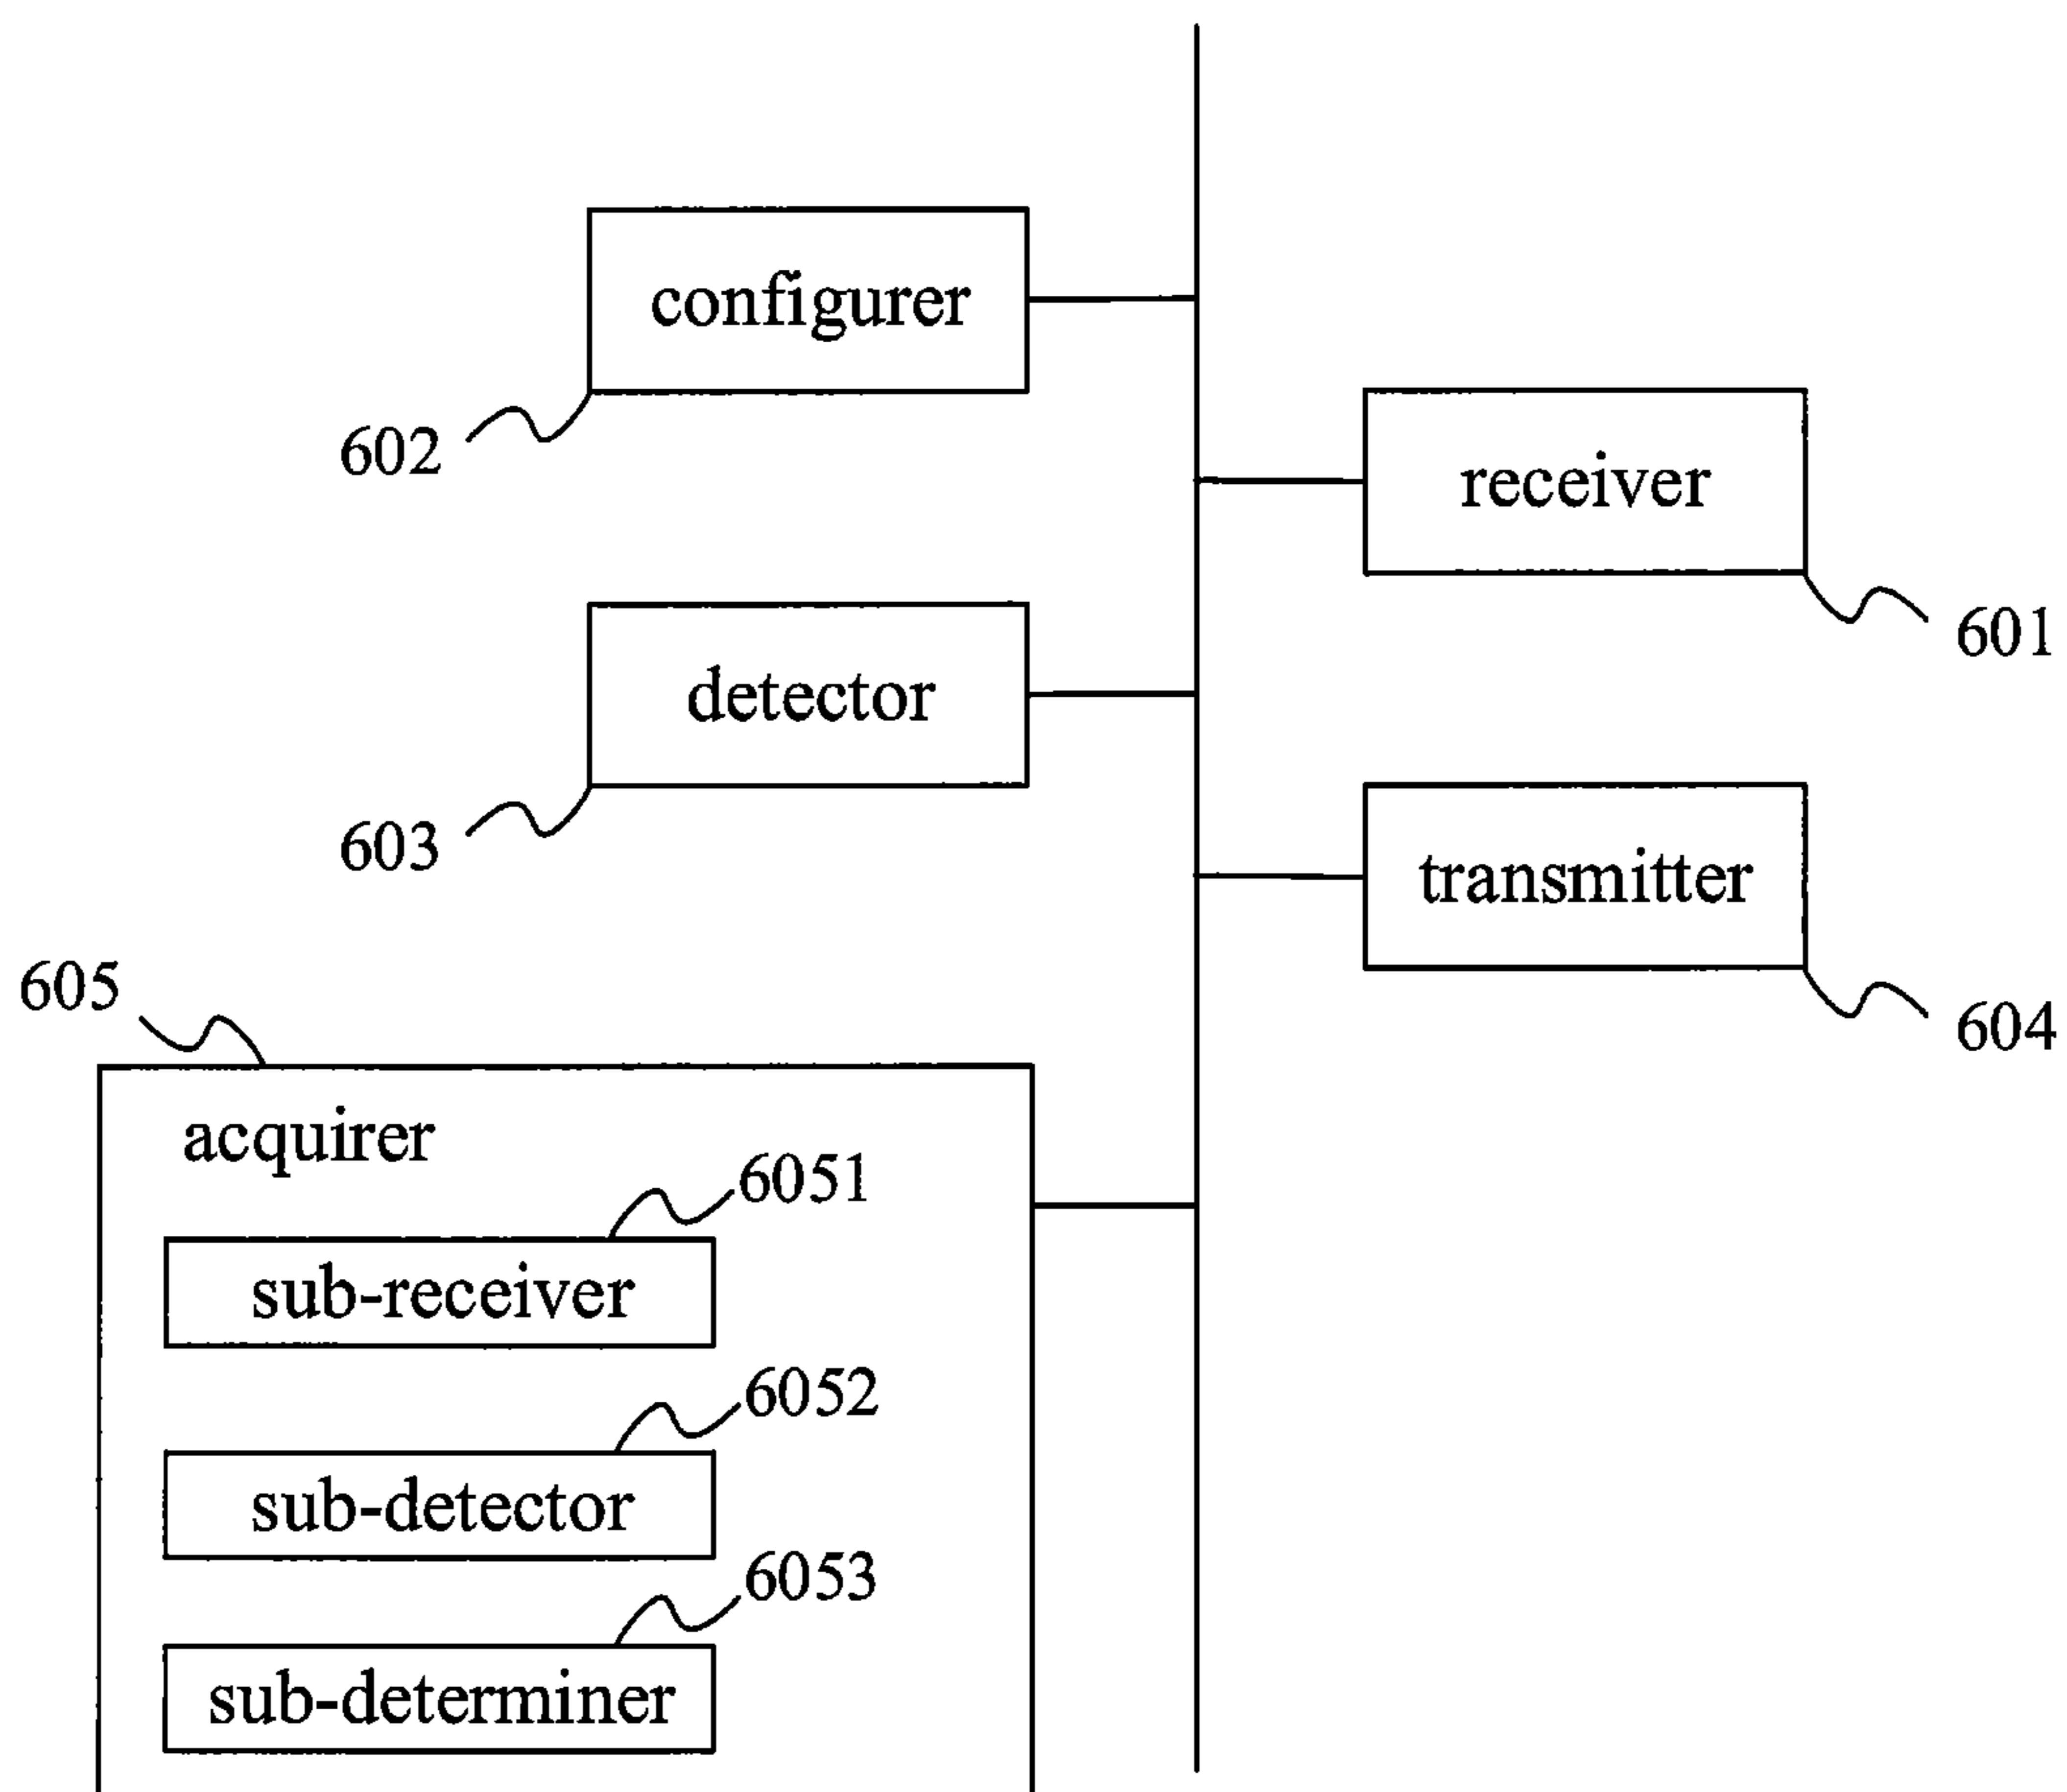 configurer
602
receiver
601
detector
603
transmitter
604
605
acquirer
6051
sub-receiver
6052
sub-detector
6053
sub-determiner